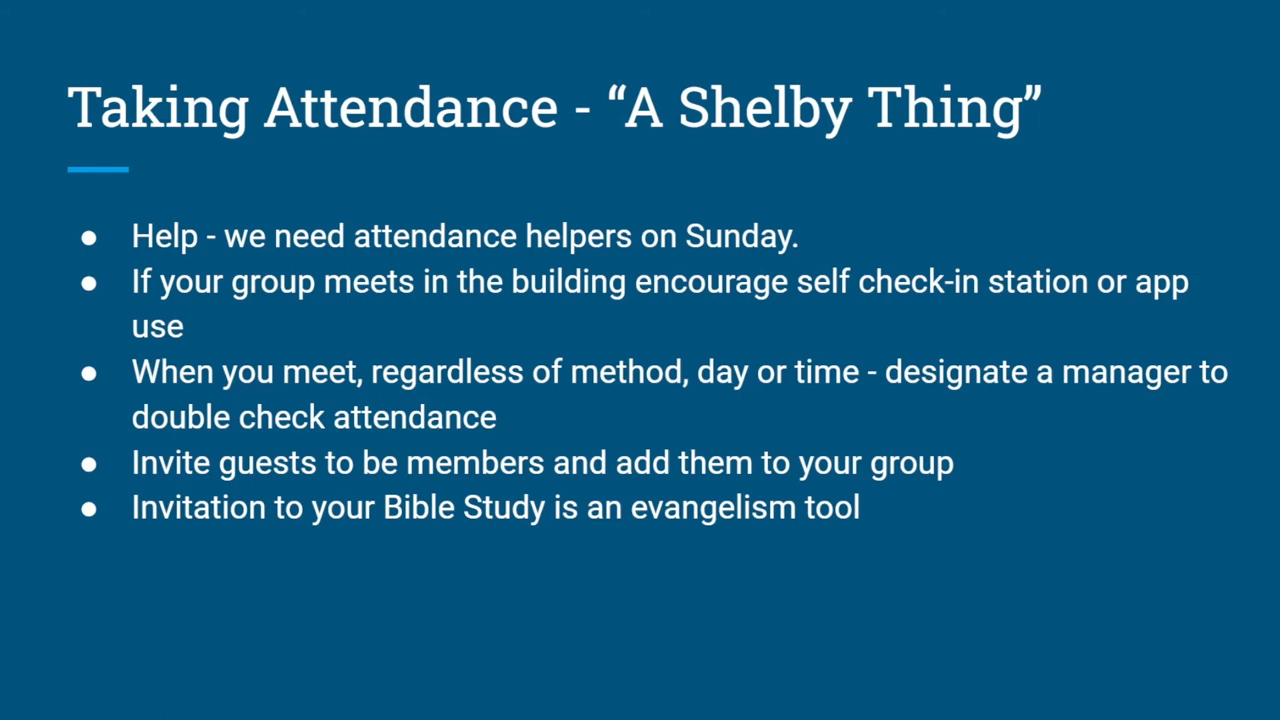 Taking Attendance - “A Shelby Thing”
● Help - we need attendance helpers on Sunday.
● If your group meets in the building encourage self check-in station or app
use
● When you meet, regardless of method, day or time - designate a manager to
double check attendance
● Invite guests to be members and add them to your group
● Invitation to your Bible Study is an evangelism tool